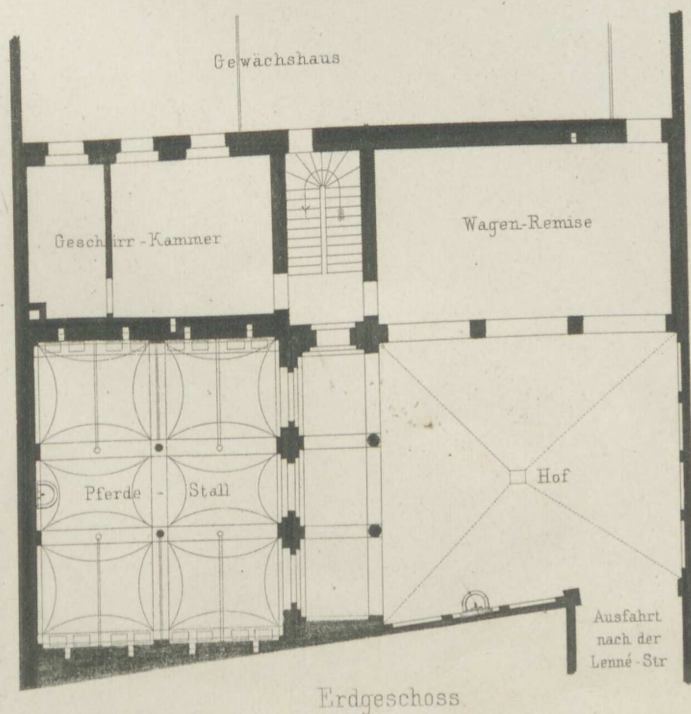 Gewächshaus
Geschirr-Kammer
Wagen-Remise
Pferde - Stall
Hof
Ausfahrt
nach der
Lenné-Str
Erdgeschoss